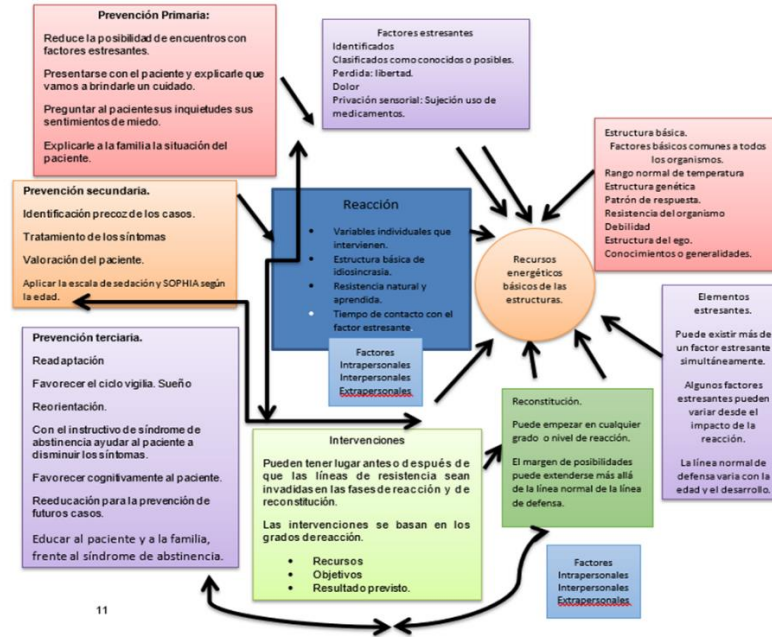 Prevención Primaria:
Reduce la posibilidad de encuentros con
factores estresantes.
Presentarse con el paciente y explicarle que
vamos a brindarle un cuidado.
Preguntar al paciente sus inquietudes sus
sentimientos de miedo.
Explicarle a la familia la situación del
paciente.
Factores estresantes
Identificados
Clasificados como conocidos o posibles.
Perdida: libertad.
Dolor
Privación sensorial: Sujeción uso de
medicamentos.
Estructura básica.
Factores básicos comunes a todos
los organismos.
Rango normal de temperatura
Estructura genética
Patrón de respuesta.
Resistencia del organismo
Debilidad
Estructura del ego.
Conocimientos o generalidades.
Prevención secundaria.
Identificación precoz de los casos.
Tratamiento de los síntomas
Valoración del paciente.
Aplicar la escala de sedación y SOPHIA según
la edad.
Reacción
• Variables individuales que
intervienen.
• Estructura básica de
idiosincrasia.
• Resistencia natural y
aprendida.
• Tiempo de contacto con el
factor estresante.
Recursos
energéticos
básicos de las
estructuras.
Elementos
estresantes.
Puede existir más de
un factor estresante
simultáneamente.
Algunos factores
estresantes pueden
variar desde el
impacto de la
reacción.
La línea normal de
defensa varia con la
edad y el desarrollo.
Prevención terciaria.
Readaptación
Favorecer el ciclo vigilia. Sueño
Reorientación.
Con el instructivo de síndrome de
abstinencia ayudar al paciente a
disminuir los síntomas.
Favorecer cognitivamente al paciente.
Reeducación para la prevención de
futuros casos.
Educar al paciente y a la familia,
frente al síndrome de abstinencia.
Factores
Intrapersonales
Interpersonales
Extrapersonales
Intervenciones
Pueden tener lugar antes o después de
que las líneas de resistencia sean
invadidas en las fases de reacción y de
reconstitución.
Las intervenciones se basan en los
grados dereacción.
• Recursos
• Objetivos
• Resultado previsto.
Reconstitución.
Puede empezar en cualquier
grado o nivel de reacción.
El margen de posibilidades
puede extenderse más allá
de la línea normal de la línea
de defensa.
Factores
Intrapersonales
Interpersonales
Extrapersonales
11